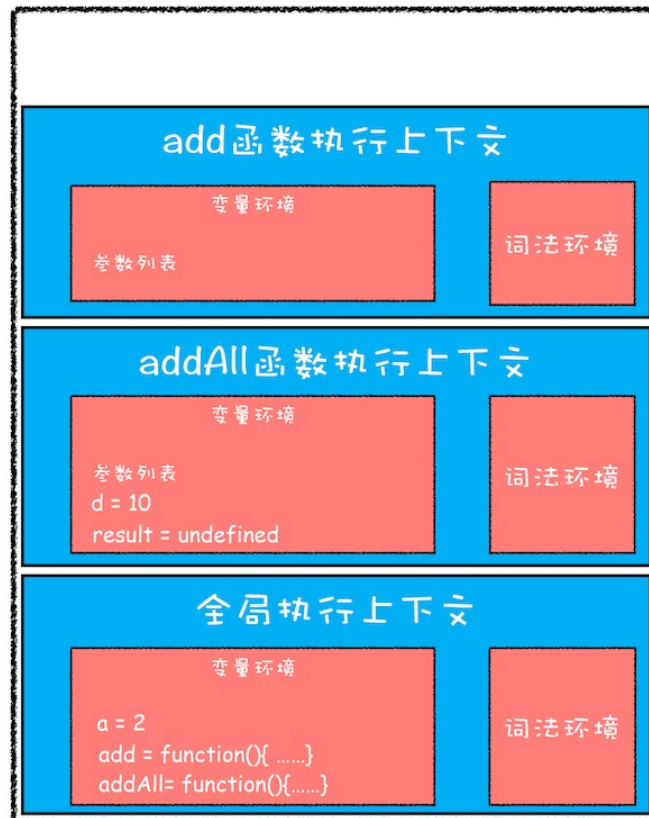 add函数执行上下文
变量环境
参数列表
词法环境
addAll函数执行上下文
变量环境
参数列表
d = 10
result = undefined
词法环境
全局执行上下文
变量环境
a = 2
add = function(){ ......}
addAll= function(){......}
词法环境